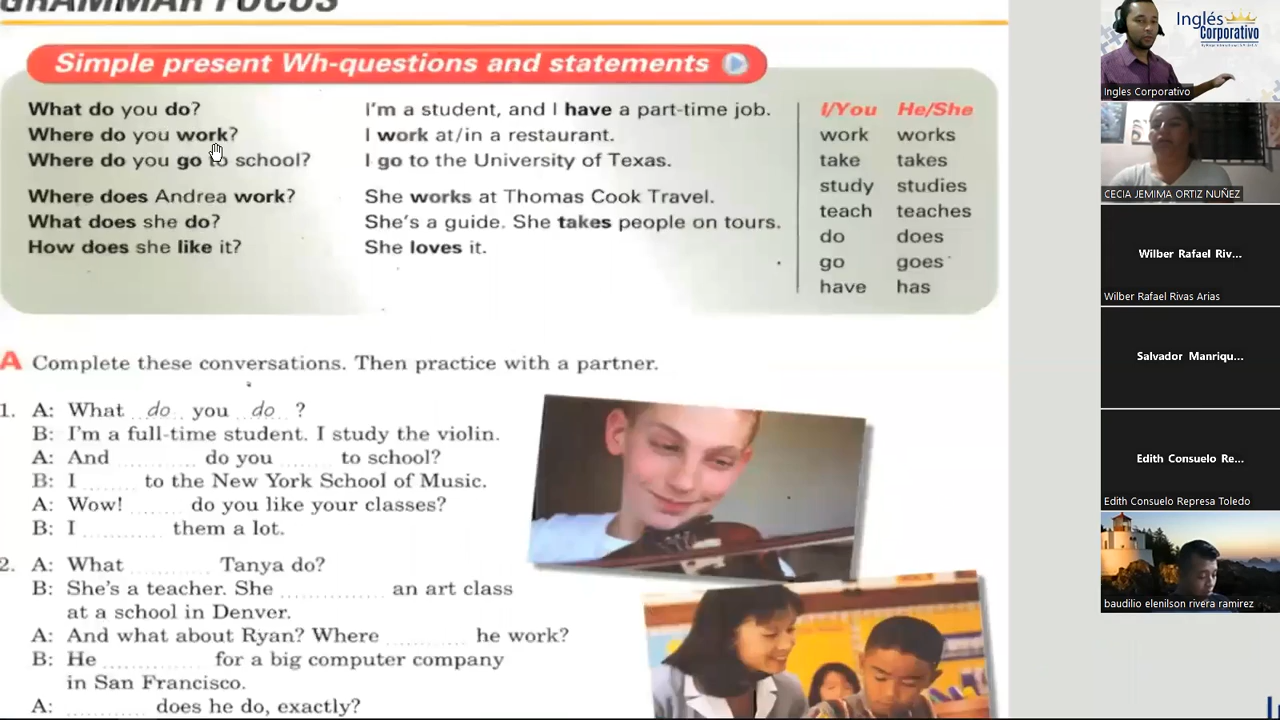 GRAMMAR FOCUS
Simple present Wh-questions and statements
What do you do?
Where do you work?
Where do you go to school?
Where does Andrea work?
What does she do?
How does she like it?
I'm a student, and I have a part-time job.
I work at/in a restaurant.
I go to the University of Texas.
She works at Thomas Cook Travel.
She's a guide. She takes people on tours.
She loves it.
I/You He/She
work works
take takes
study studies
teach teaches
do does
go goes
have has
A Complete these conversations. Then practice with a partner.
1. A: What do you do ?
B: I'm a full-time student. I study the violin.
A: And .......... do you ....... to school?
B: I ....... to the New York School of Music.
A: Wow! ....... do you like your classes?
B: I .......... them a lot.
2. A: What .......... Tanya do?
B: She's a teacher. She ............. an art class
at a school in Denver.
A: And what about Ryan? Where .......... he work?
B: He ............ for a big computer company
in San Francisco.
A: .......... does he do, exactly?
Inglés
Corporativo
Ingles Corporativo
CECIA JEMIMA ORTIZ NUÑEZ
Wilber Rafael Riv...
Wilber Rafael Rivas Arias
Salvador Manriqu...
Edith Consuelo Re...
Edith Consuelo Represa Toledo
baudilio elenilson rivera ramirez